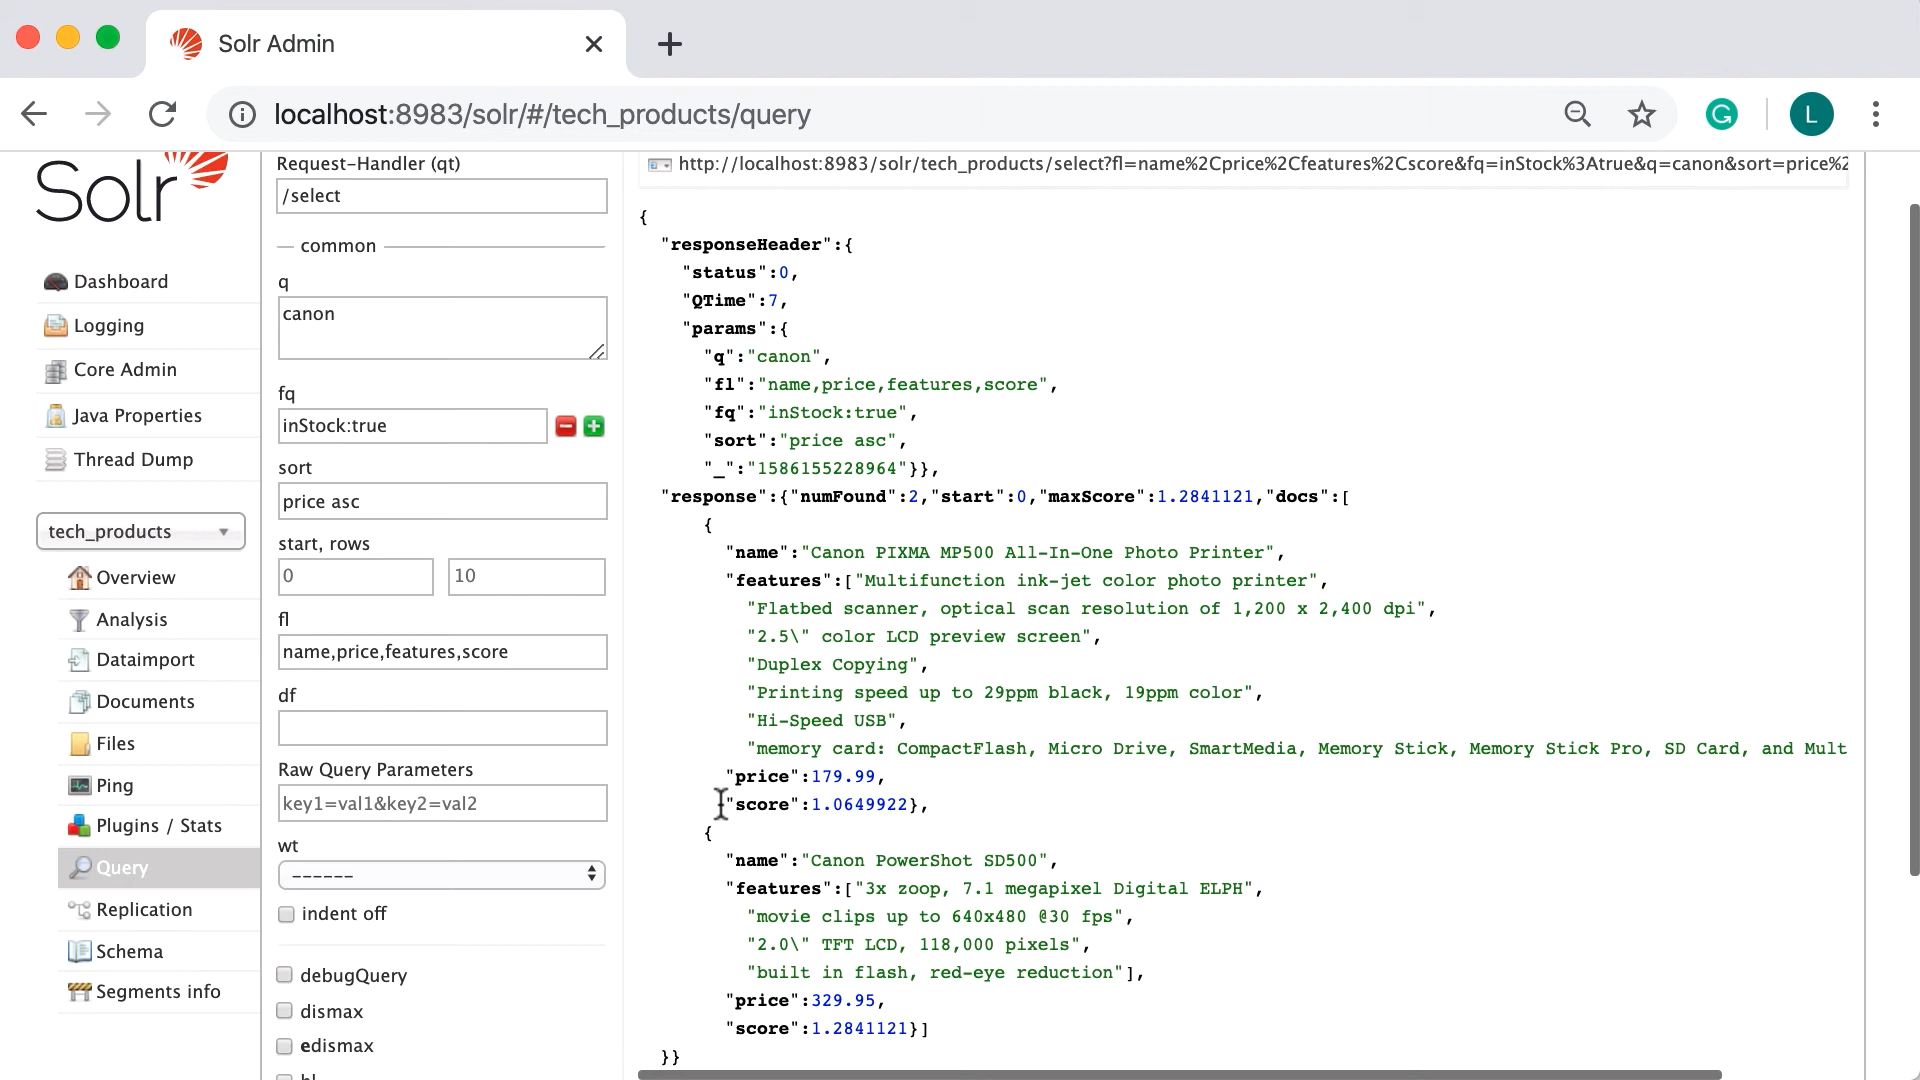 Solr Admin
localhost:8983/solr/#/tech_products/query
G
L
Solr
Dashboard
Logging
Core Admin
Java Properties
Thread Dump
tech_products
Overview
Analysis
Dataimport
Documents
Files
Ping
Plugins / Stats
Query
Replication
Schema
Segments info
Request-Handler (qt)
/select
common
q
canon
fq
inStock:true
sort
price asc
start, rows
0
10
fl
name,price,features,score
df
Raw Query Parameters
key1=val1&key2=val2
wt
------
indent off
debugQuery
dismax
edismax
http://localhost:8983/solr/tech_products/select?fl=name%2Cprice%2Cfeatures%2Cscore&fq=inStock%3Atrue&q=canon&sort=price%2
{
"responseHeader":{
"status":0,
"QTime":7,
"params":{
"q":"canon",
"fl":"name,price,features,score",
"fq":"inStock:true",
"sort":"price asc",
"_":"1586155228964"}},
"response":{"numFound":2,"start":0,"maxScore":1.2841121,"docs":[
{
"name":"Canon PIXMA MP500 All-In-One Photo Printer",
"features":["Multifunction ink-jet color photo printer",
"Flatbed scanner, optical scan resolution of 1,200 x 2,400 dpi",
"2.5\" color LCD preview screen",
"Duplex Copying",
"Printing speed up to 29ppm black, 19ppm color",
"Hi-Speed USB",
"memory card: CompactFlash, Micro Drive, SmartMedia, Memory Stick, Memory Stick Pro, SD Card, and Mult
"price":179.99,
"score":1.0649922},
{
"name":"Canon PowerShot SD500",
"features":["3x zoop, 7.1 megapixel Digital ELPH",
"movie clips up to 640x480 @30 fps",
"2.0\" TFT LCD, 118,000 pixels",
"built in flash, red-eye reduction"],
"price":329.95,
"score":1.2841121}]
}}